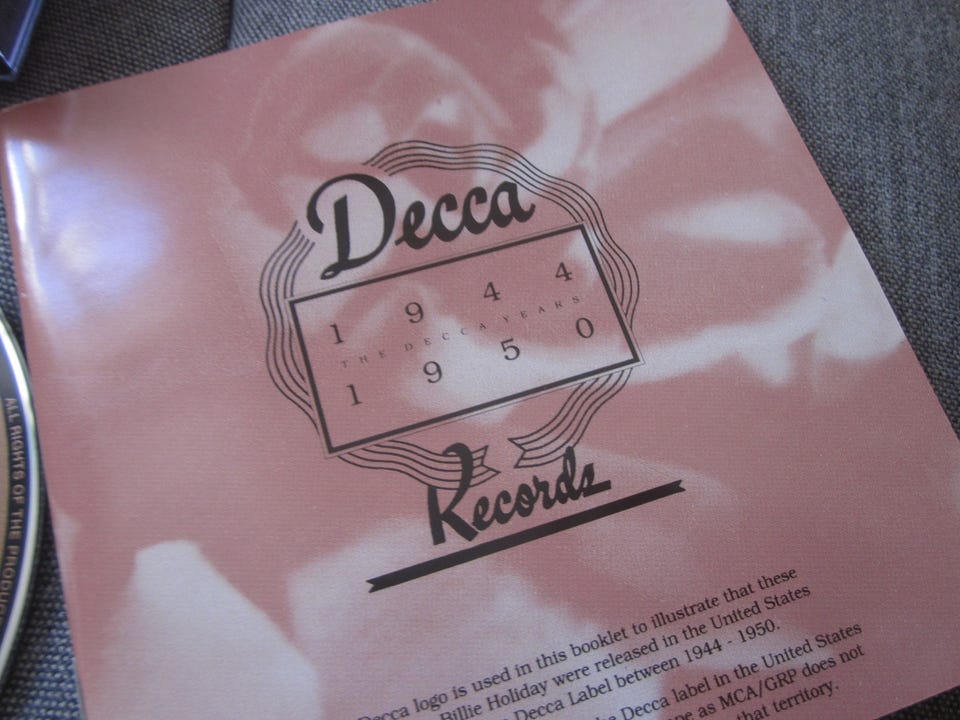 Decca
1 9 4 4
THE DECCA YEARS
1 9 5 0
Records
Decca logo is used in this booklet to illustrate that these
Billie Holiday were released in the United States
Decca Label between 1944 - 1950.
the Decca label in the United States
as MCA/GRP does not
that territory.
ALL RIGHTS OF THE PRODUC